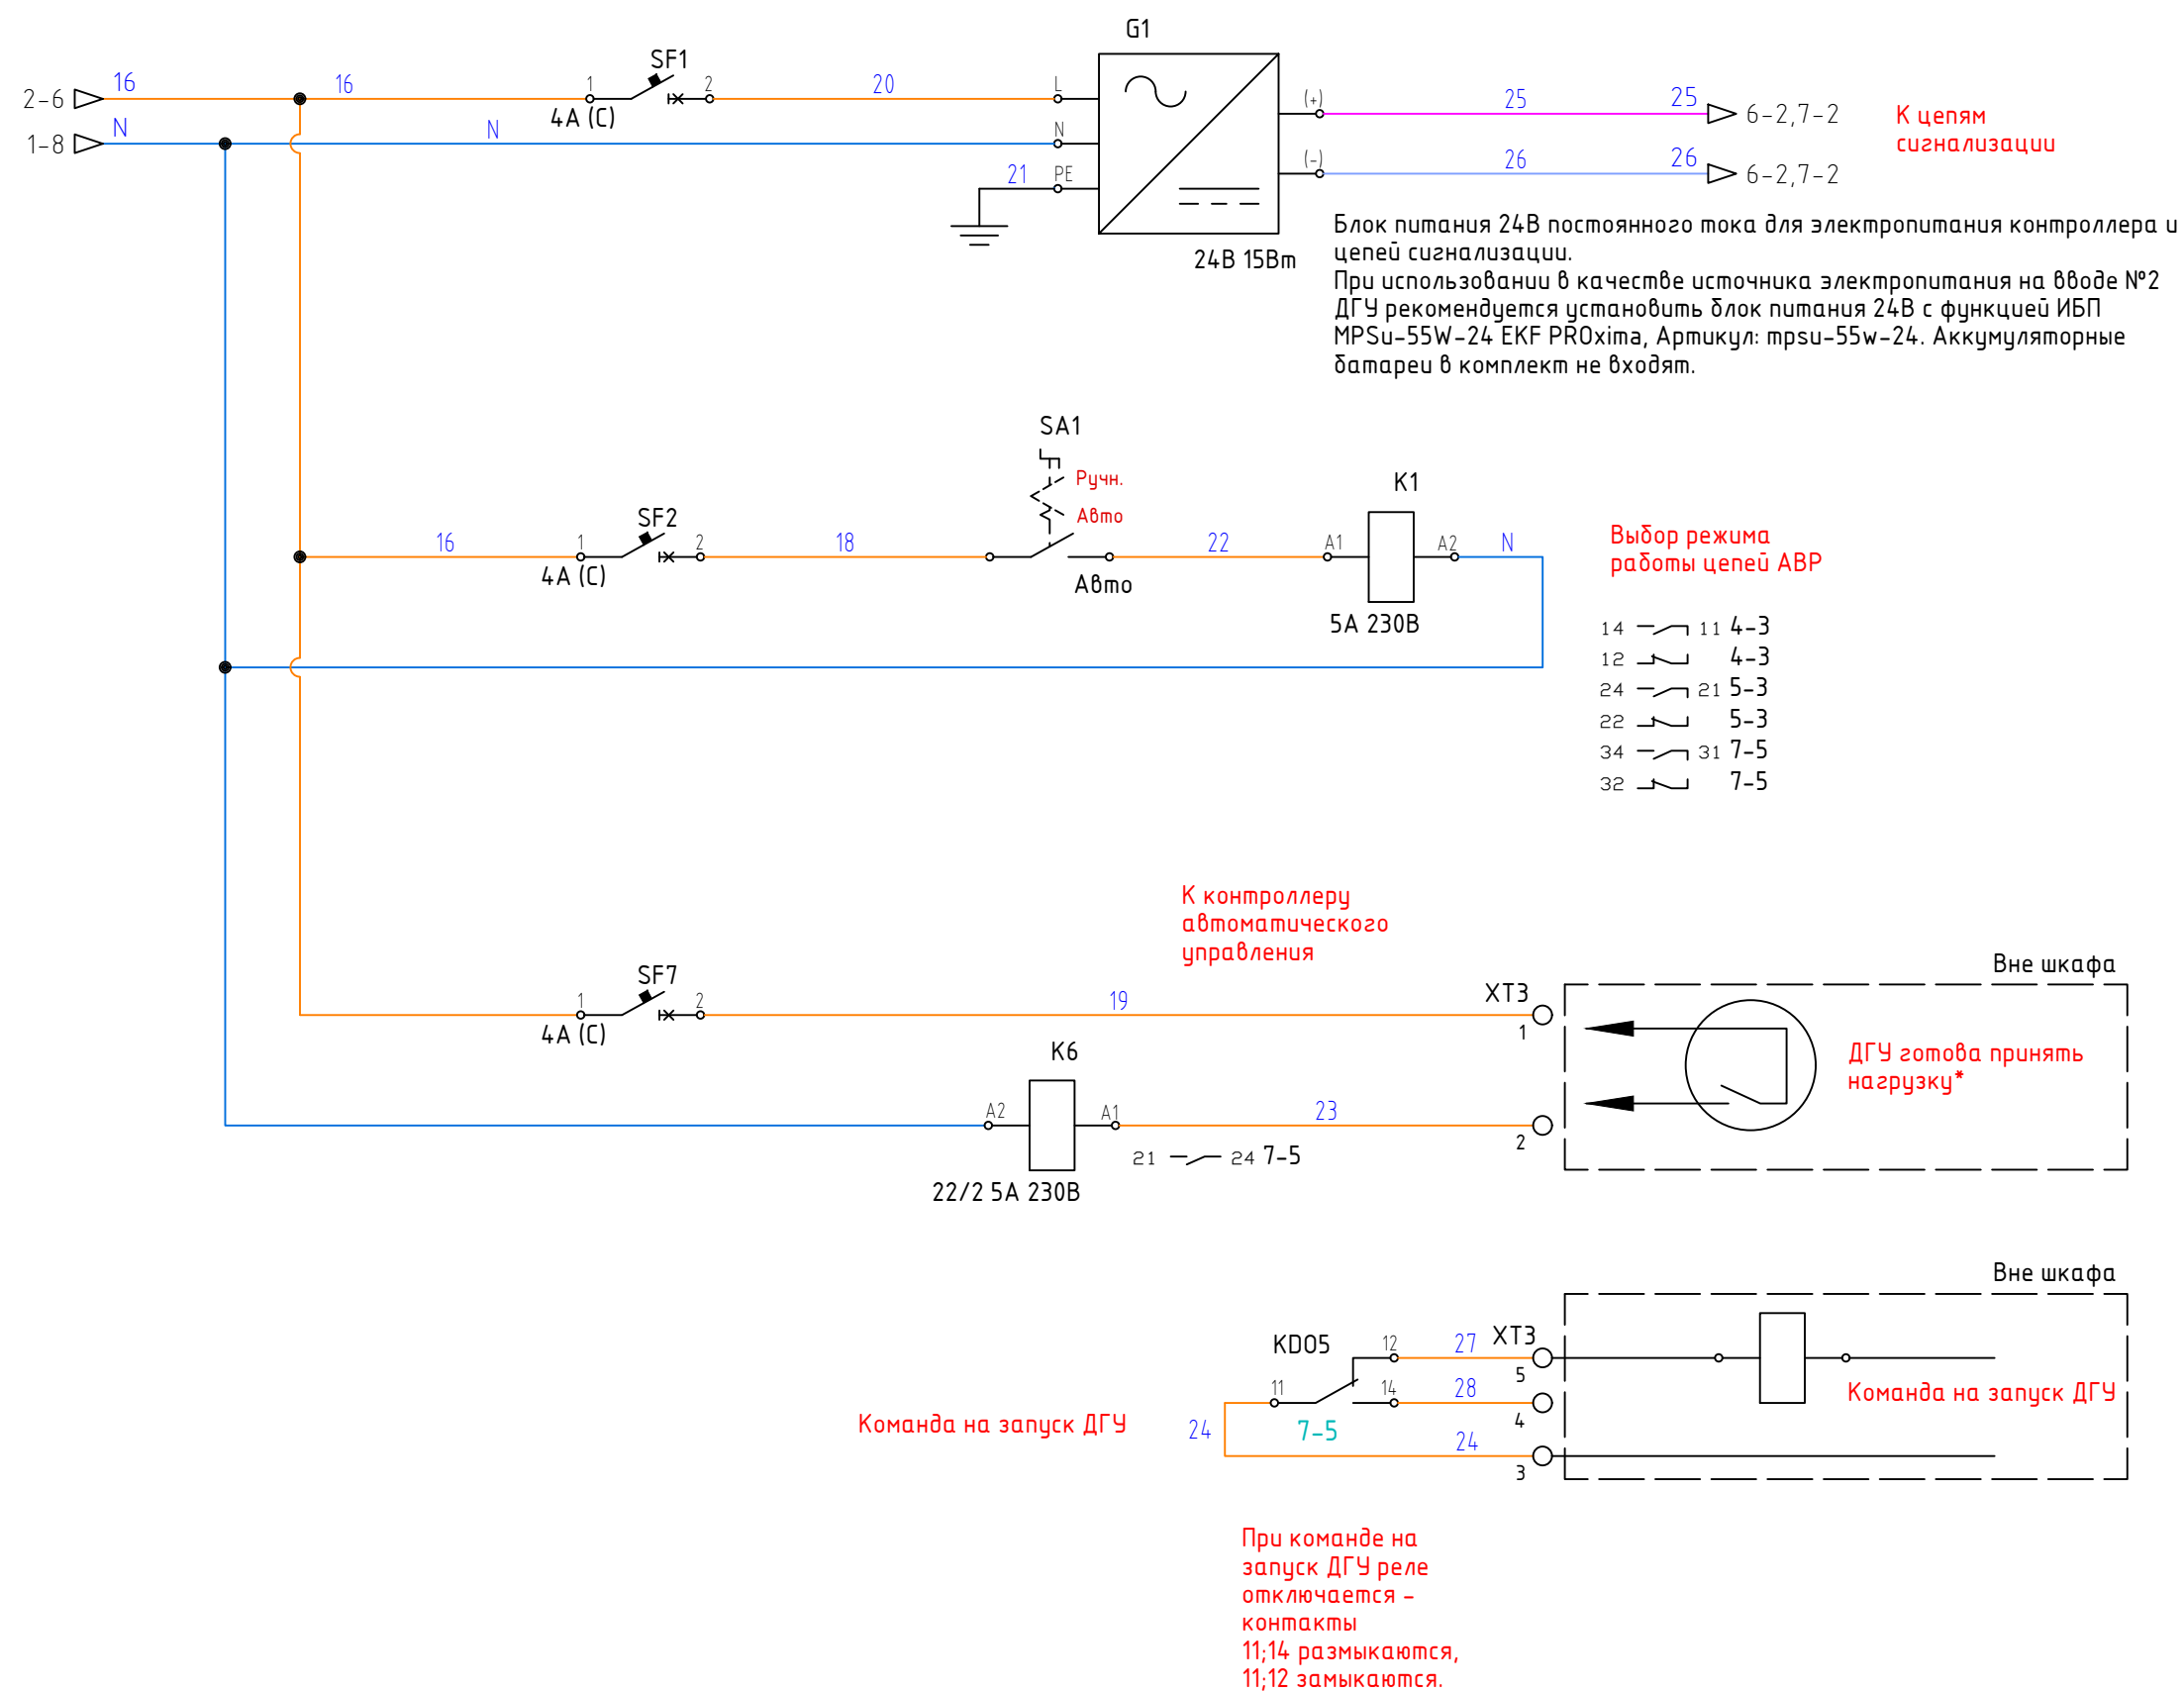 G1
SF1
2-6
16
16
1
2
20
L
4А (С)
1-8
N
N
N
21
PE
(+)
25
25
6-2,7-2
(-)
26
26
6-2,7-2
К цепям
сигнализации
24В 15Вт
Блок питания 24В постоянного тока для электропитания контроллера и
цепей сигнализации.
При использовании в качестве источника электропитания на вводе №2
ДГУ рекомендуется установить блок питания 24В с функцией ИБП
MPSu-55W-24 EKF PROxima, Артикул: mpsu-55w-24. Аккумуляторные
батареи в комплект не входят.
SA1
Ручн.
Авто
K1
SF2
16
1
2
18
22
A1
A2
N
4А (С)
Авто
5А 230В
Выбор режима
работы цепей АВР
14 11 4-3
12 4-3
24 21 5-3
22 5-3
34 31 7-5
32 7-5
К контроллеру
автоматического
управления
SF7
1
2
19
4А (С)
XT3
1
Вне шкафа
ДГУ готова принять
нагрузку*
K6
A2
A1
23
2
21 24 7-5
22/2 5А 230В
Вне шкафа
KDO5
12
27
XT3
5
11
14
28
4
7-5
24
24
3
Команда на запуск ДГУ
Команда на запуск ДГУ
При команде на
запуск ДГУ реле
отключается -
контакты
11;14 размыкаются,
11;12 замыкаются.